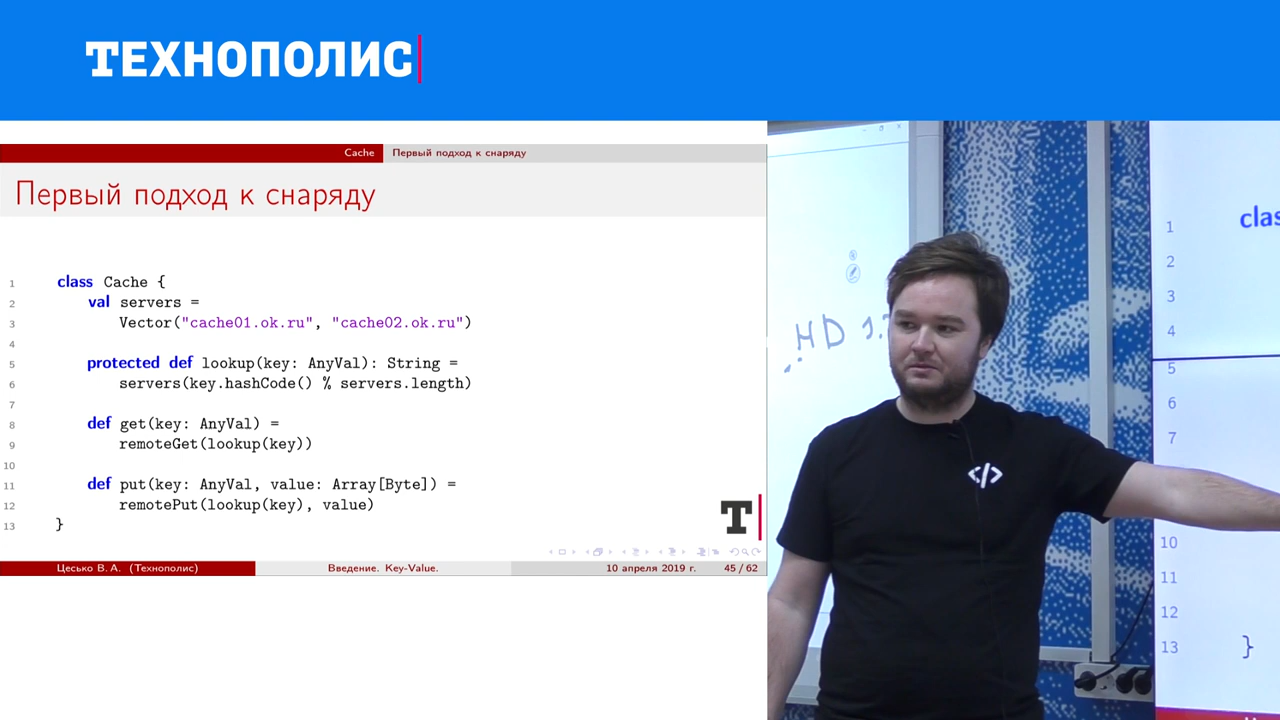 ТЕХНОПОЛИС
Cache Первый подход к снаряду
Первый подход к снаряду
1 class Cache {
2 val servers =
3 Vector("cache01.ok.ru", "cache02.ok.ru")
4
5 protected def lookup(key: AnyVal): String =
6 servers(key.hashCode() % servers.length)
7
8 def get(key: AnyVal) =
9 remoteGet(lookup(key))
10
11 def put(key: AnyVal, value: Array[Byte]) =
12 remotePut(lookup(key), value)
13 }
T
Цесько В. А. (Технополис) Введение. Key-Value. 10 апреля 2019 г. 45 / 62
HD
</>
1 clas
2
3
4
5
6
7
10
11
12
13 }